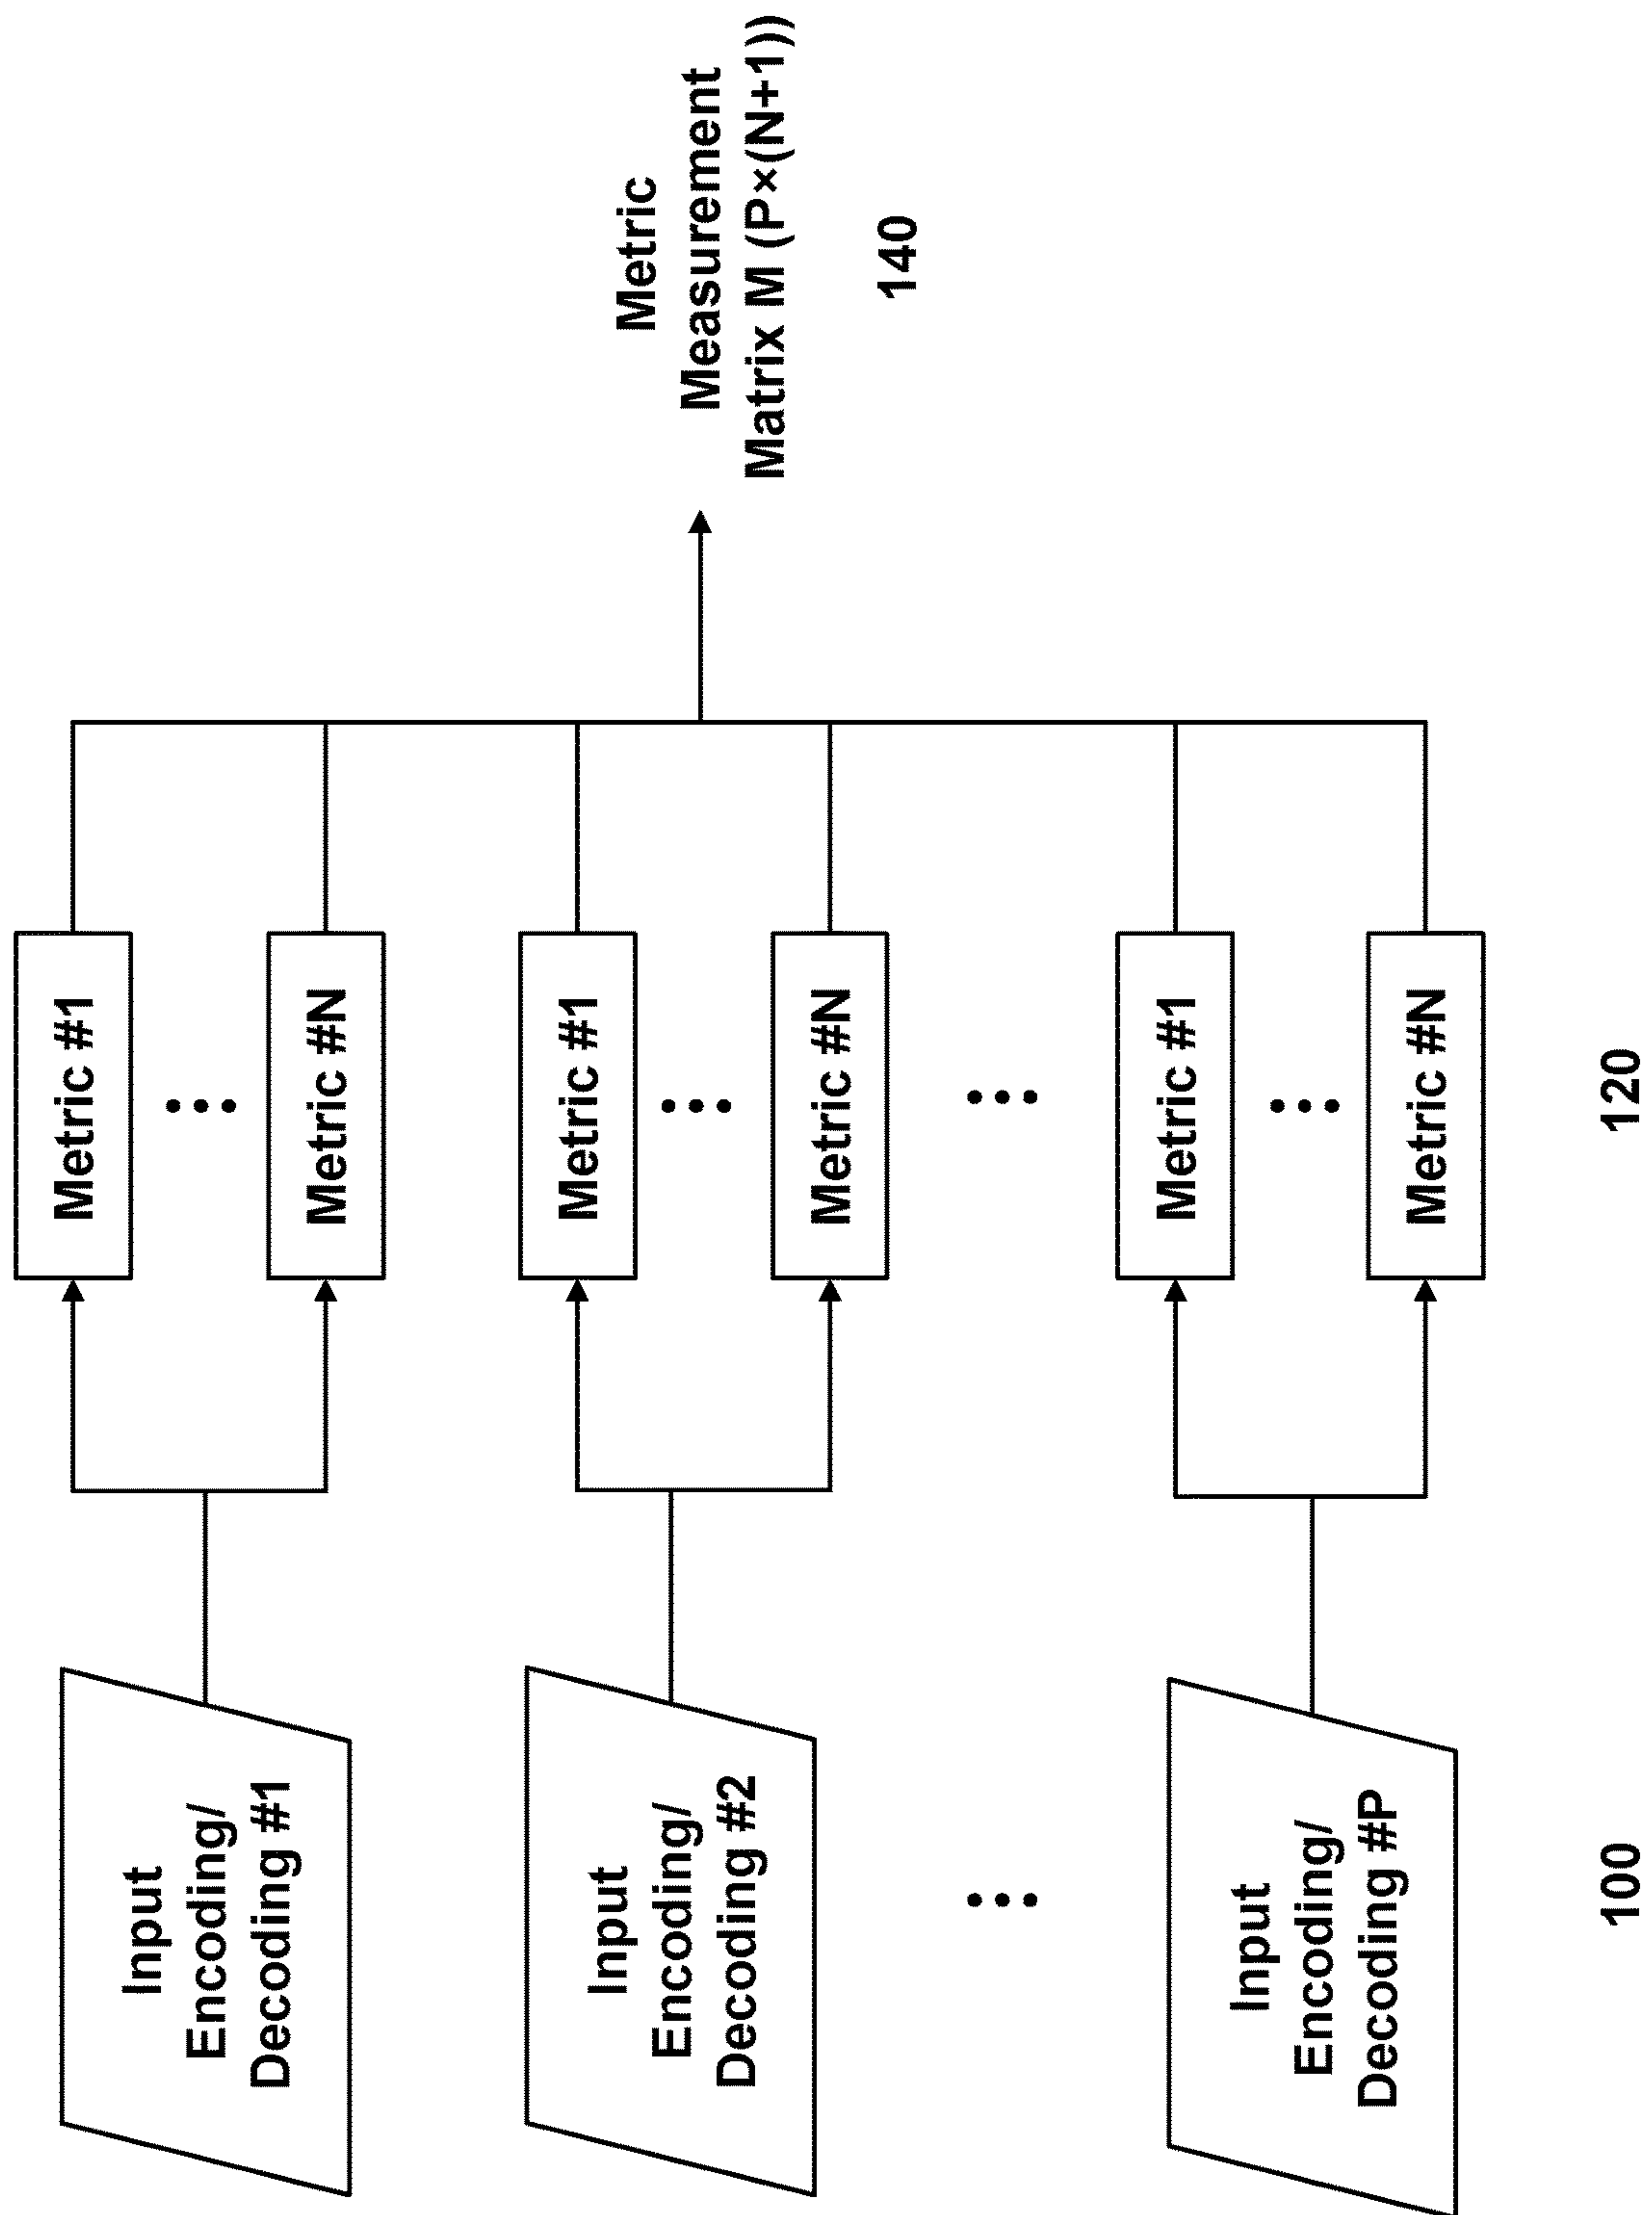 Input
Encoding/
Decoding #1
Metric #1
Metric #N
Input
Encoding/
Decoding #2
Metric #1
Metric #N
Input
Encoding/
Decoding #P
Metric #1
Metric #N
Metric
Measurement
Matrix M (P×(N+1))
100
120
140